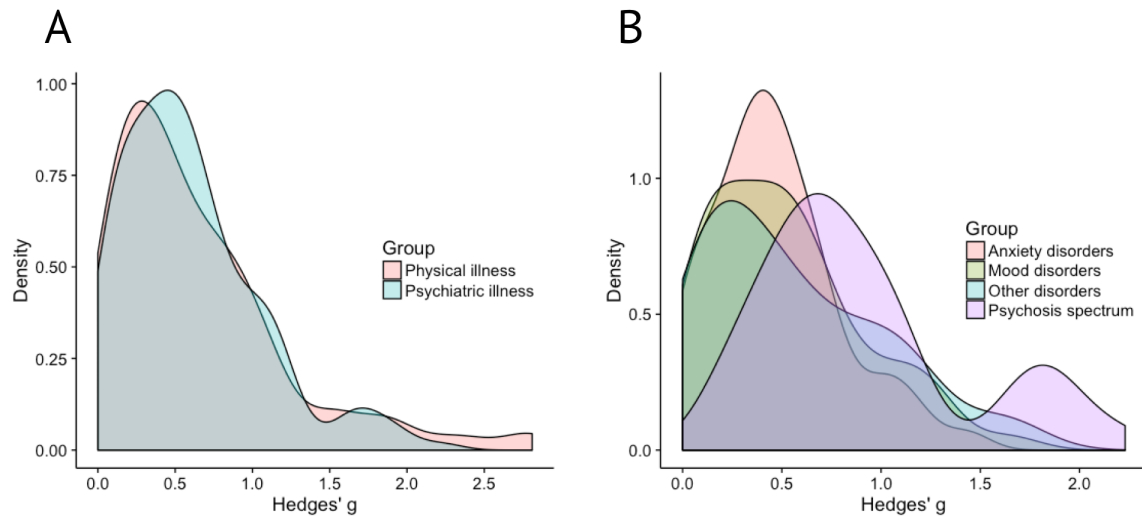 A
1.00
0.75
0.50
0.25
0.00
Density
0.0 0.5 1.0 1.5 2.0 2.5
Hedges' g
Group
Physical illness
Psychiatric illness
B
1.0
0.5
0.0
Density
0.0 0.5 1.0 1.5 2.0
Hedges' g
Group
Anxiety disorders
Mood disorders
Other disorders
Psychosis spectrum